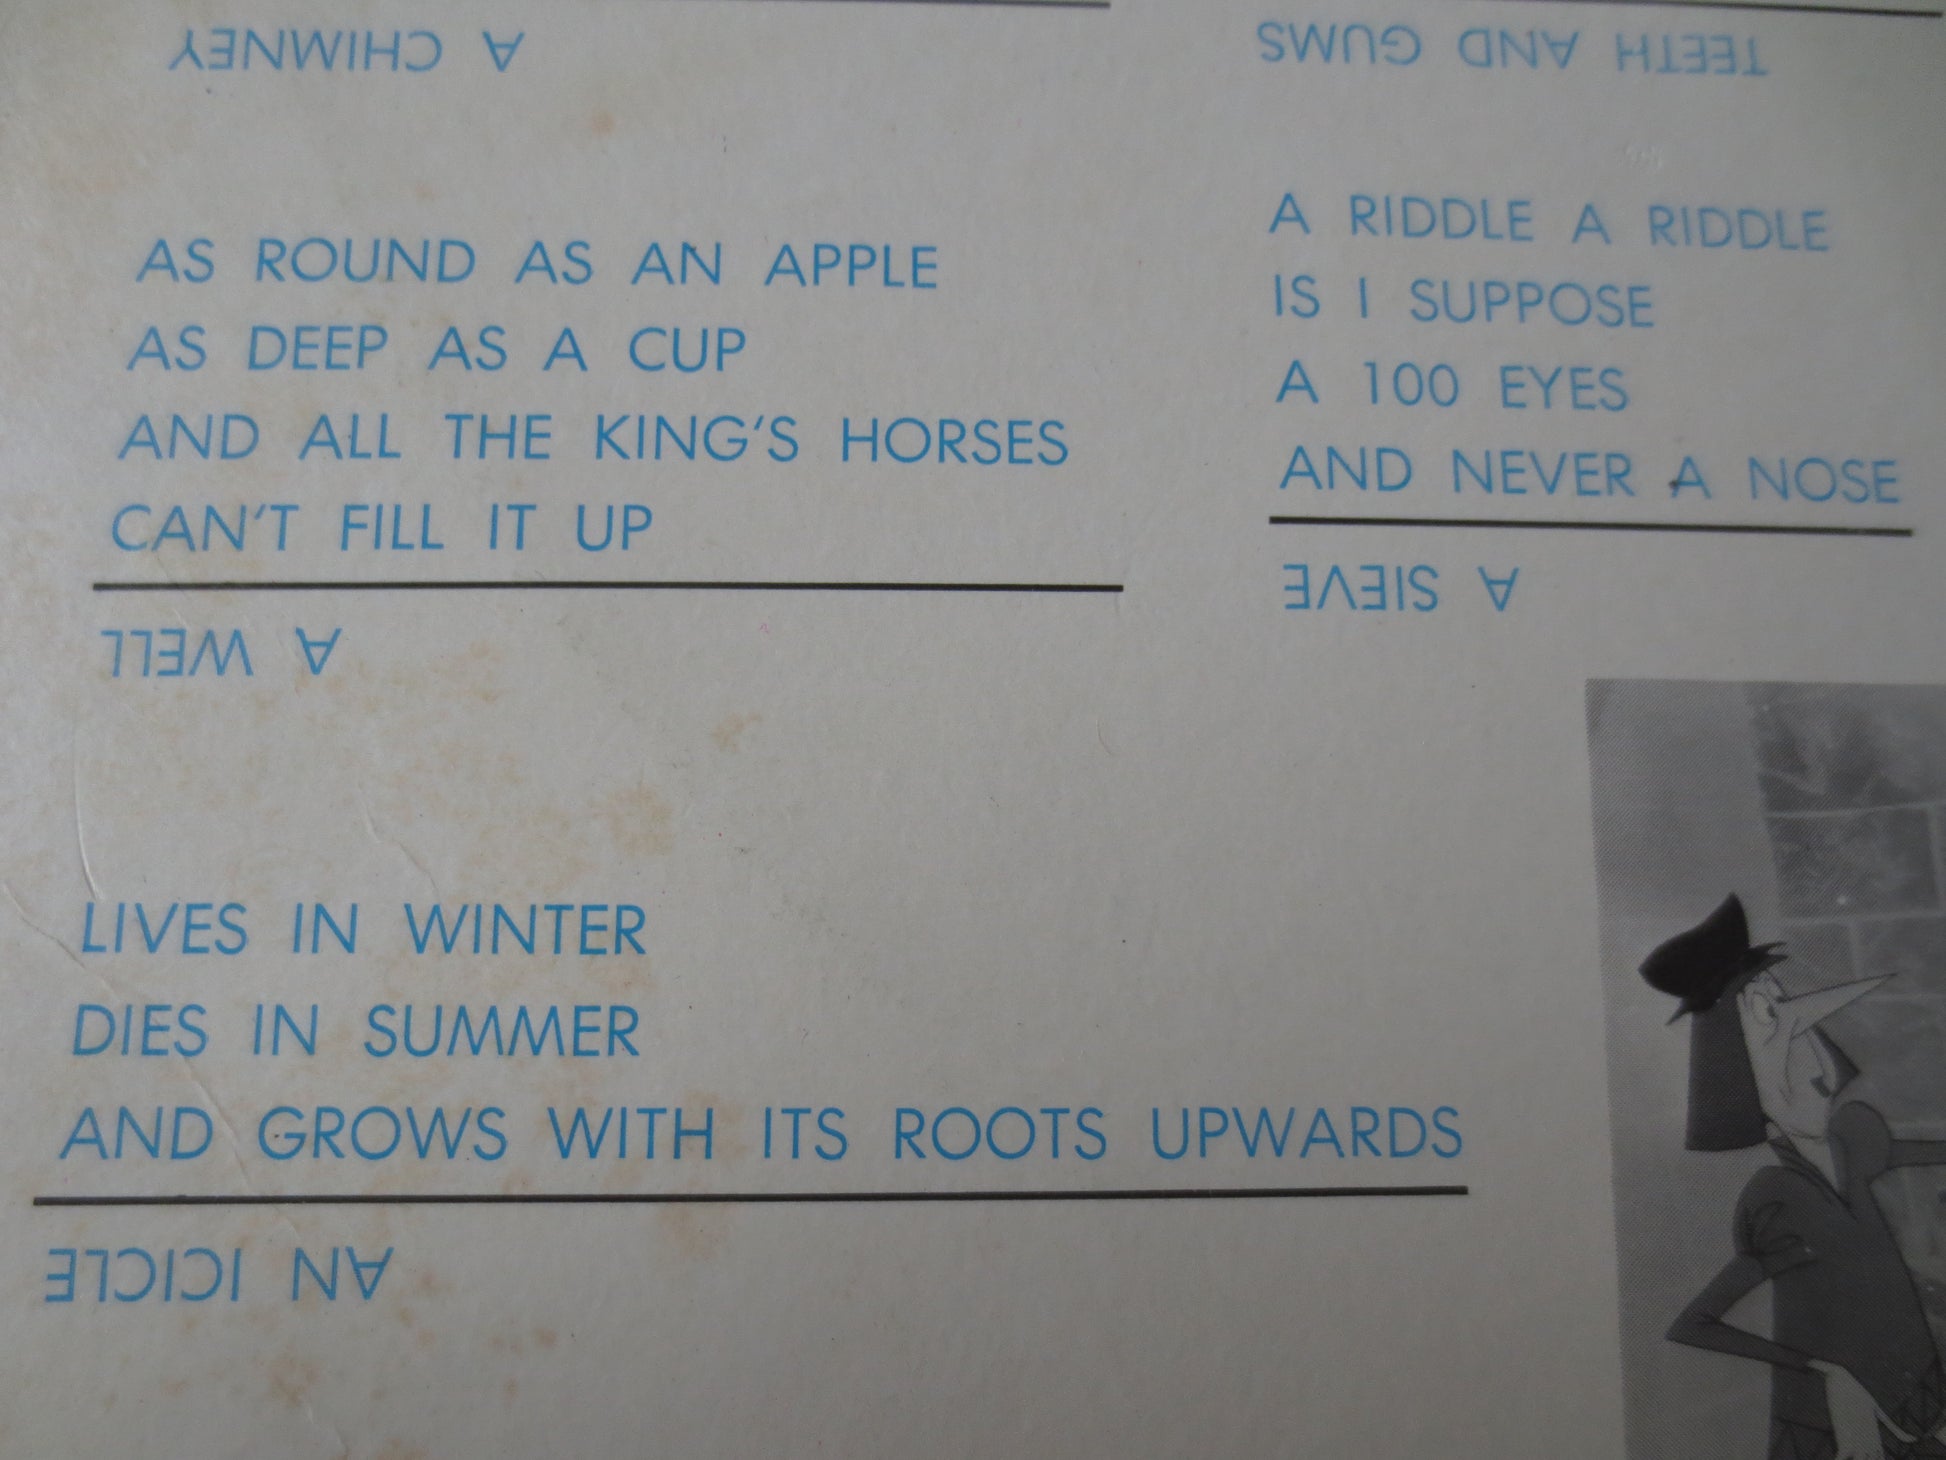 A CHIMNEY
AS ROUND AS AN APPLE
AS DEEP AS A CUP
AND ALL THE KING'S HORSES
CAN'T FILL IT UP
A WELL
LIVES IN WINTER
DIES IN SUMMER
AND GROWS WITH ITS ROOTS UPWARDS
AN ICICLE
TEETH AND GUMS
A RIDDLE A RIDDLE
IS I SUPPOSE
A 100 EYES
AND NEVER A NOSE
A SIEVE